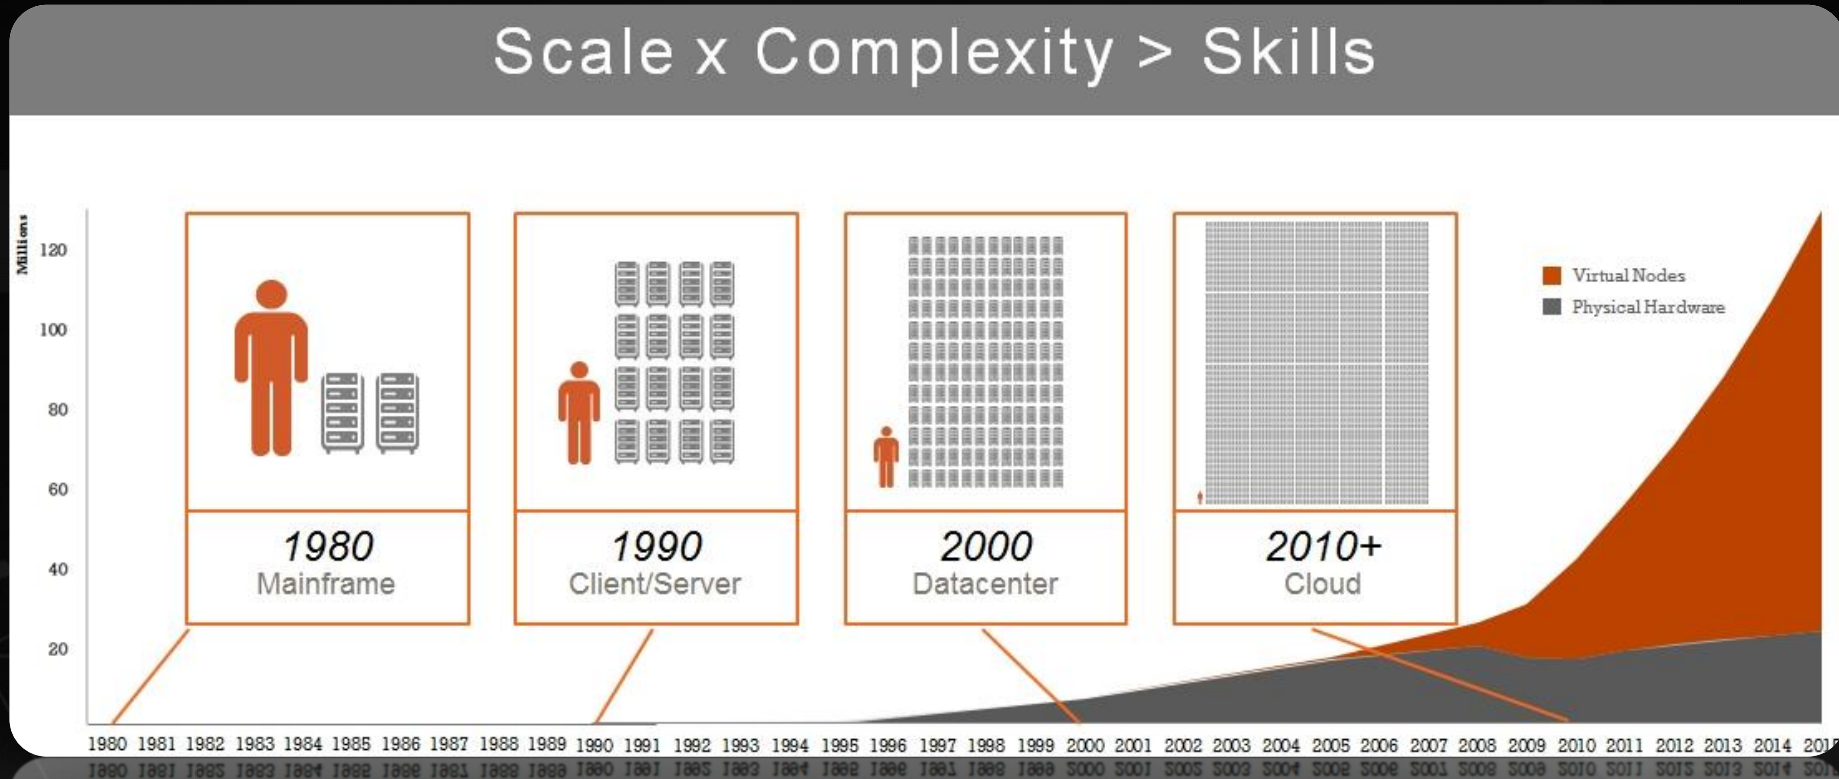 Scale x Complexity > Skills
Millions
120
100
80
60
40
20
1980
Mainframe
1990
Client/Server
2000
Datacenter
2010+
Cloud
Virtual Nodes
Physical Hardware
1980 1981 1982 1983 1984 1985 1986 1987 1988 1989 1990 1991 1992 1993 1994 1995 1996 1997 1998 1999 2000 2001 2002 2003 2004 2005 2006 2007 2008 2009 2010 2011 2012 2013 2014